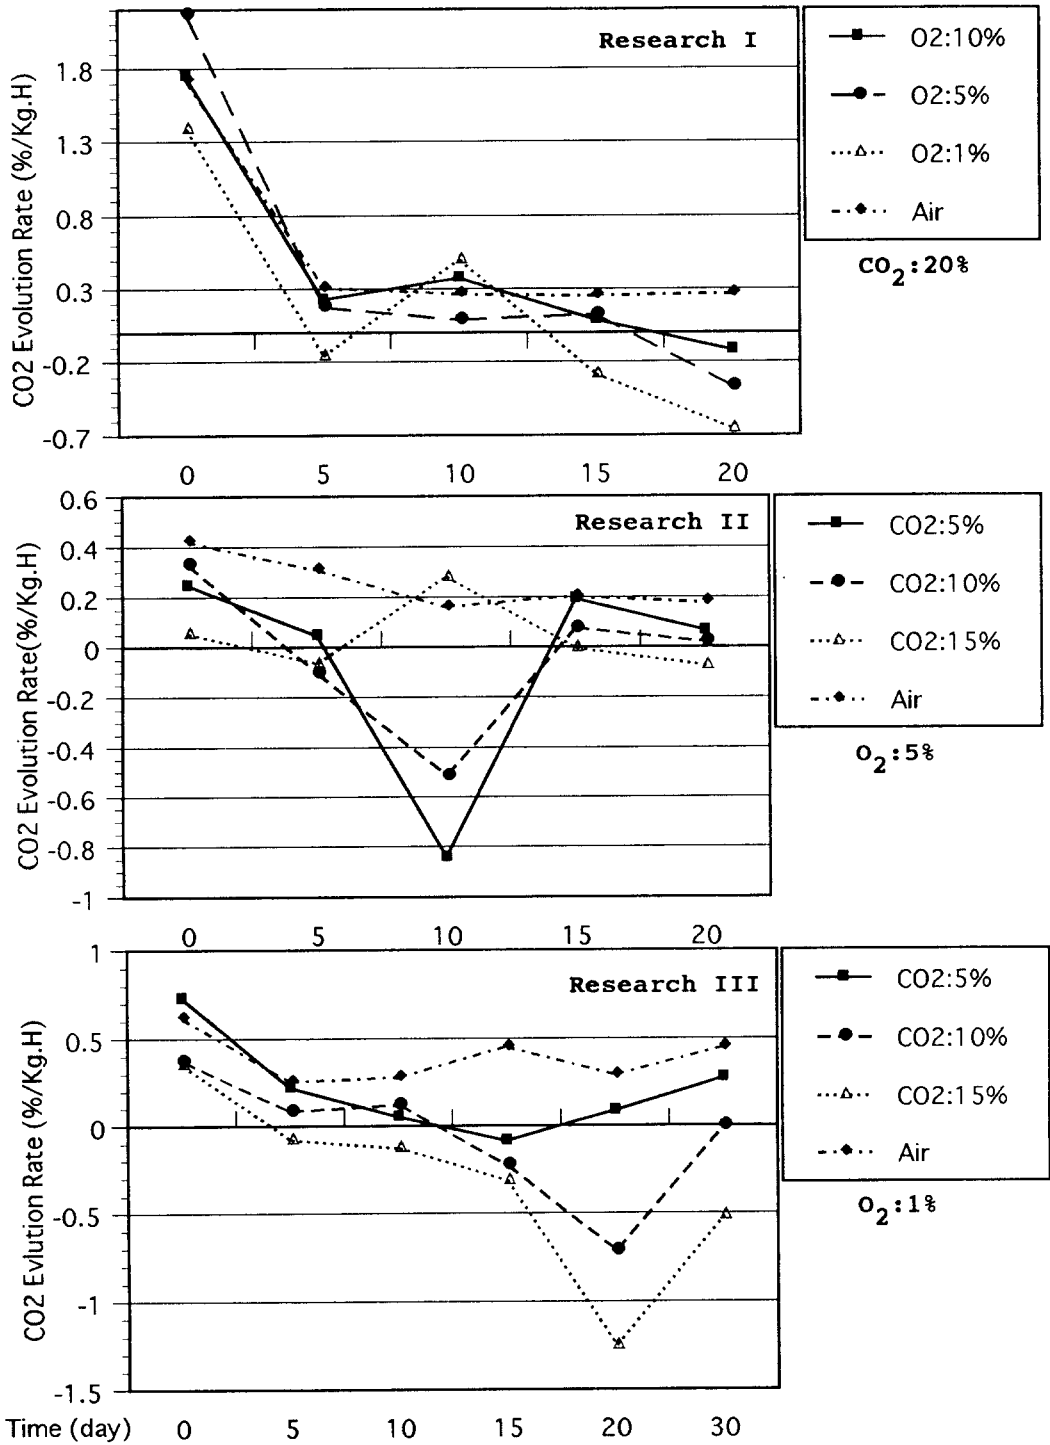 Research I
CO2 Evolution Rate (%/Kg.H)
1.8
1.3
0.8
0.3
-0.2
-0.7
0 5 10 15 20
O2:10%
O2:5%
O2:1%
Air
CO2:20%
Research II
CO2 Evolution Rate(%/Kg.H)
0.6
0.4
0.2
0
-0.2
-0.4
-0.6
-0.8
-1
0 5 10 15 20
CO2:5%
CO2:10%
CO2:15%
Air
O2:5%
Research III
CO2 Evlution Rate (%/Kg.H)
1
0.5
0
-0.5
-1
-1.5
Time (day) 0 5 10 15 20 30
CO2:5%
CO2:10%
CO2:15%
Air
O2:1%